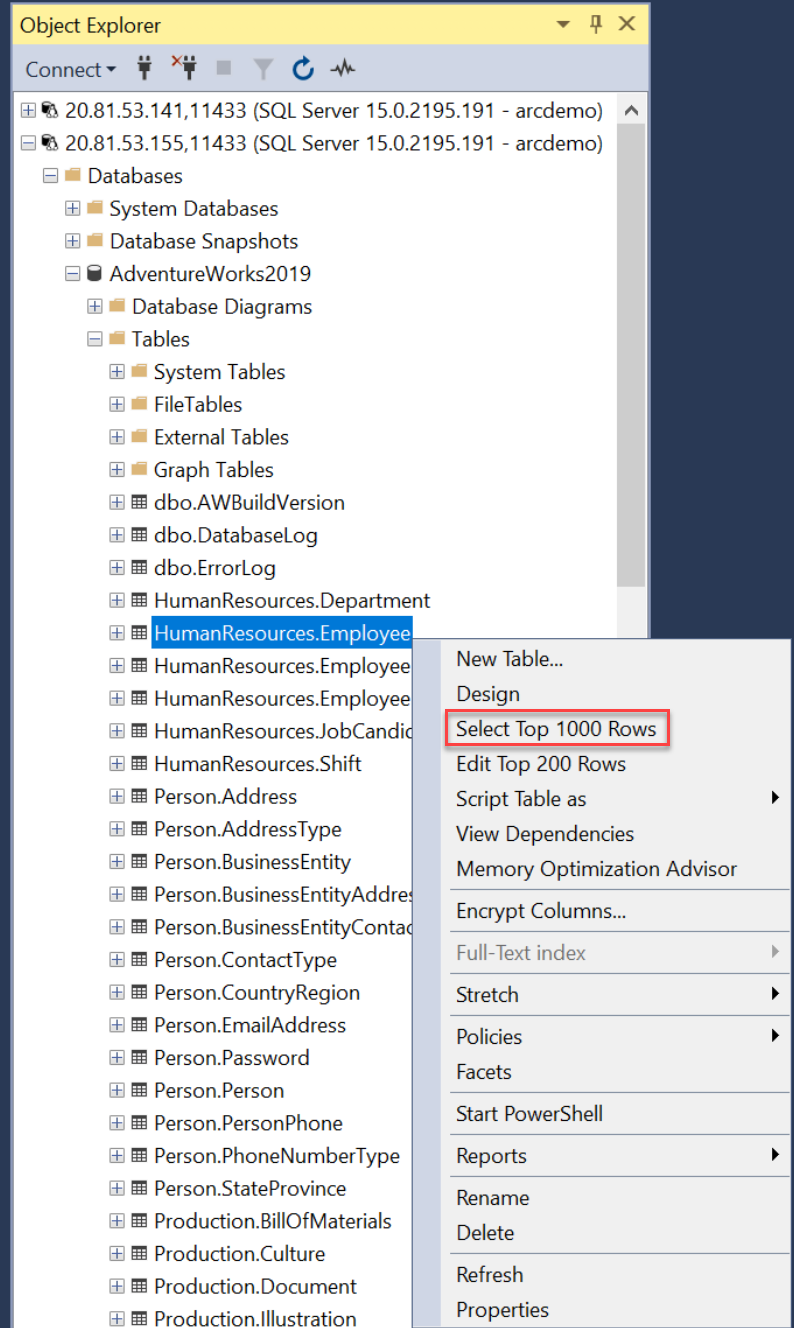 Object Explorer
Connect
20.81.53.141,11433 (SQL Server 15.0.2195.191 - arcdemo)
20.81.53.155,11433 (SQL Server 15.0.2195.191 - arcdemo)
Databases
System Databases
Database Snapshots
AdventureWorks2019
Database Diagrams
Tables
System Tables
FileTables
External Tables
Graph Tables
dbo.AWBuildVersion
dbo.DatabaseLog
dbo.ErrorLog
HumanResources.Department
HumanResources.Employee
HumanResources.Employee
HumanResources.Employee
HumanResources.JobCandid
HumanResources.Shift
Person.Address
Person.AddressType
Person.BusinessEntity
Person.BusinessEntityAddres
Person.BusinessEntityContac
Person.ContactType
Person.CountryRegion
Person.EmailAddress
Person.Password
Person.Person
Person.PersonPhone
Person.PhoneNumberType
Person.StateProvince
Production.BillOfMaterials
Production.Culture
Production.Document
Production.Illustration
New Table...
Design
Select Top 1000 Rows
Edit Top 200 Rows
Script Table as
View Dependencies
Memory Optimization Advisor
Encrypt Columns...
Full-Text index
Stretch
Policies
Facets
Start PowerShell
Reports
Rename
Delete
Refresh
Properties